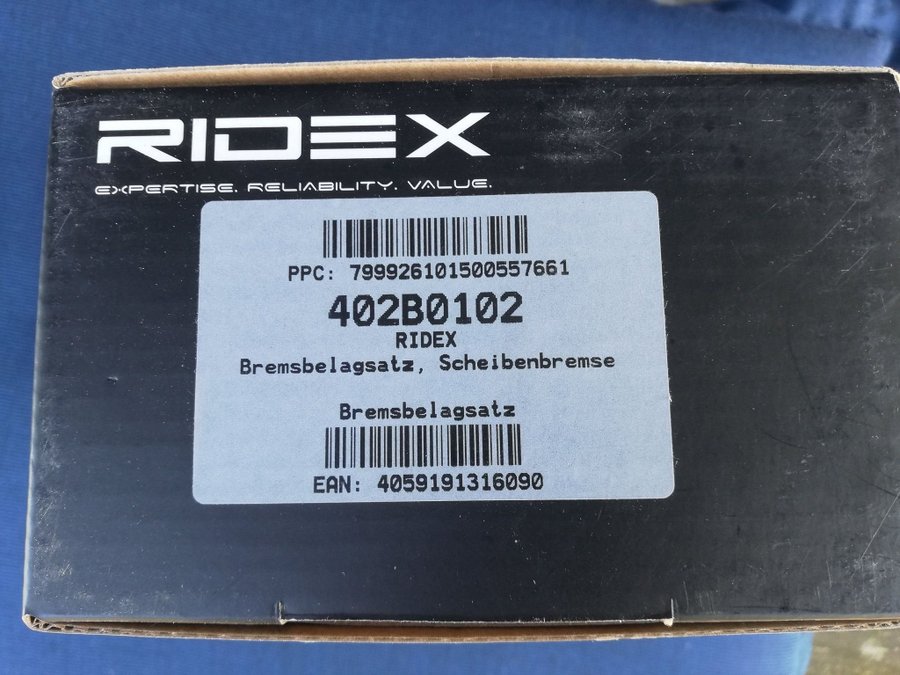 RIDEX
EXPERTISE. RELIABILITY. VALUE.
PPC: 799926101500557661
402B0102
RIDEX
Bremsbelagsatz, Scheibenbremse
Bremsbelagsatz
EAN: 4059191316090